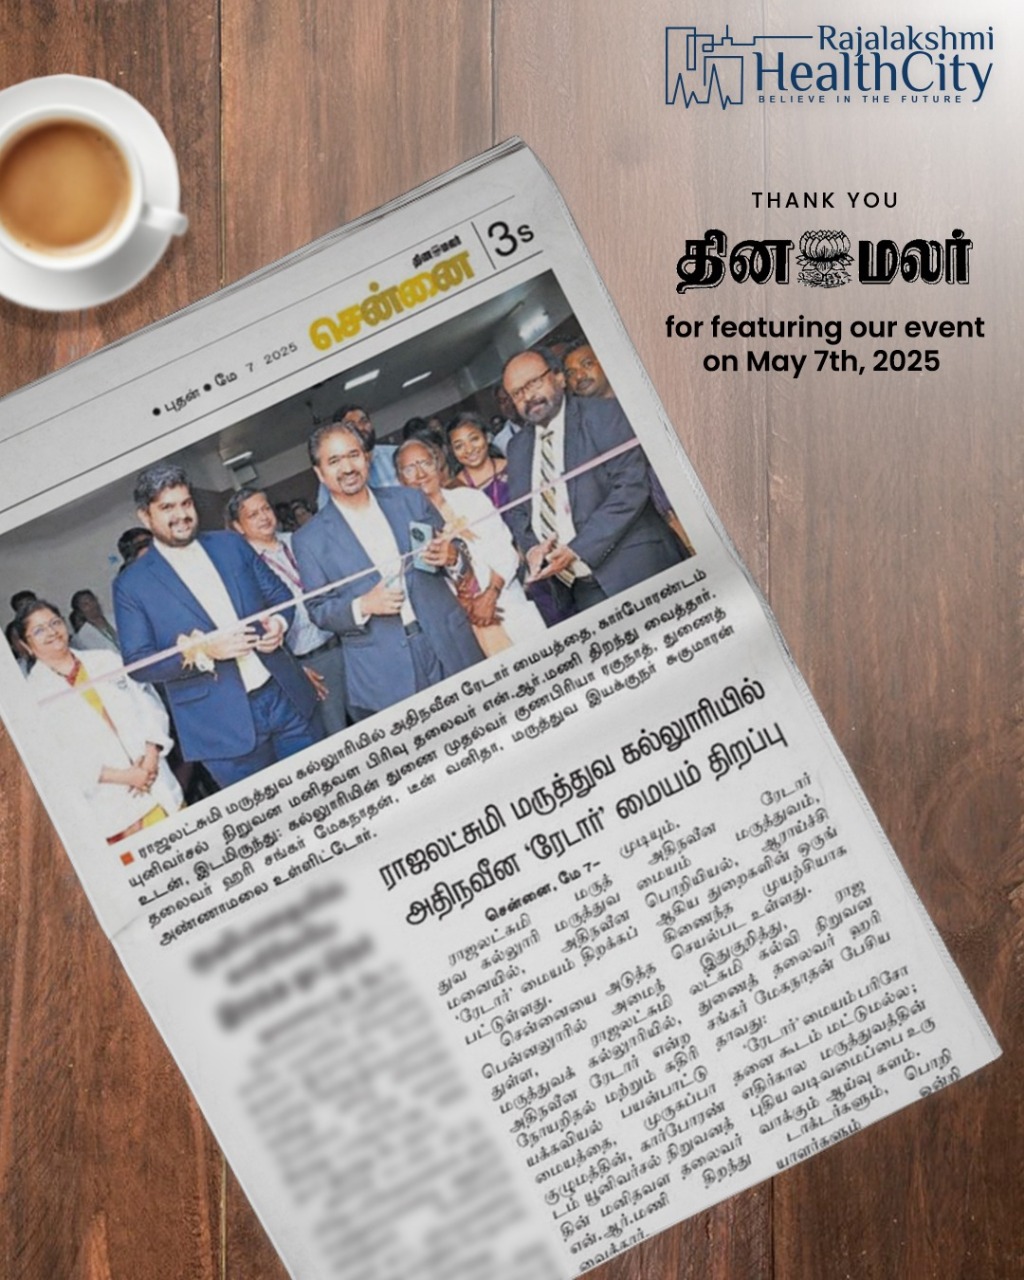 Rajalakshmi
HealthCity
BELIEVE IN THE FUTURE
THANK YOU
தினமலர்
for featuring our event
on May 7th, 2025
தினமலர்
சென்னை
3s
• புதன் • மே 7 2025
ராஜலட்சுமி மருத்துவ கல்லூரியில் அதிநவீன ரேடார் மையத்தை, கார்போரண்டம்
யுனிவர்சல் நிறுவன மனிதவள பிரிவு தலைவர் என்.ஆர்.மணி திறந்து வைத்தார்.
உடன், இடமிருந்து: கல்லூரியின் துணை முதல்வர் குணபிரியா ரகுநாத், துணைத்
தலைவர் ஹரி சங்கர் மேகநாதன், டீன் வனிதா, மருத்துவ இயக்குநர் சுகுமாரன்
அண்ணாமலை உள்ளிட்டோர்.
ராஜலட்சுமி மருத்துவ கல்லூரியில்
அதிநவீன 'ரேடார்' மையம் திறப்பு
சென்னை, மே 7–
ராஜலட்சுமி மருத்
துவ கல்லூரி மருத்துவ
மனையில், அதிநவீன
'ரேடார்' மையம் திறக்கப்
பட்டுள்ளது.
சென்னையை அடுத்த
பென்னலூரில் அமைந்
துள்ள, ராஜலட்சுமி
மருத்துவக் கல்லூரியில்,
அதிநவீன ரேடார் என்ற
நோயறிதல் மற்றும் கதிரி
யக்கவியல் பயன்பாட்டு
மையத்தை, முருகப்பா
குழுமத்தின், கார்போரண்
டம் யூனிவர்சல் நிறுவனத்
தின் மனிதவள தலைவர்
என்.ஆர்.மணி திறந்து
வைத்தார்.
முடியும்.
அதிநவீன ரேடார்
மையம் மருத்துவம்,
பொறியியல், ஆராய்ச்சி
ஆகிய துறைகளின் ஒருங்
கிணைந்த முயற்சியாக
செயல்பட உள்ளது.
இதுகுறித்து, ராஜ
லட்சுமி கல்வி நிறுவன
துணைத் தலைவர் ஹரி
சங்கர் மேகநாதன் பேசிய
தாவது:
'ரேடார்' மையம் பரிசோ
தனை கூடம் மட்டுமல்ல;
எதிர்கால மருத்துவத்தின்
புதிய வடிவமைப்பை உரு
வாக்கும் ஆய்வு களம்.
டாக்டர்களும், பொறி
யாளர்களும் ஒன்றி